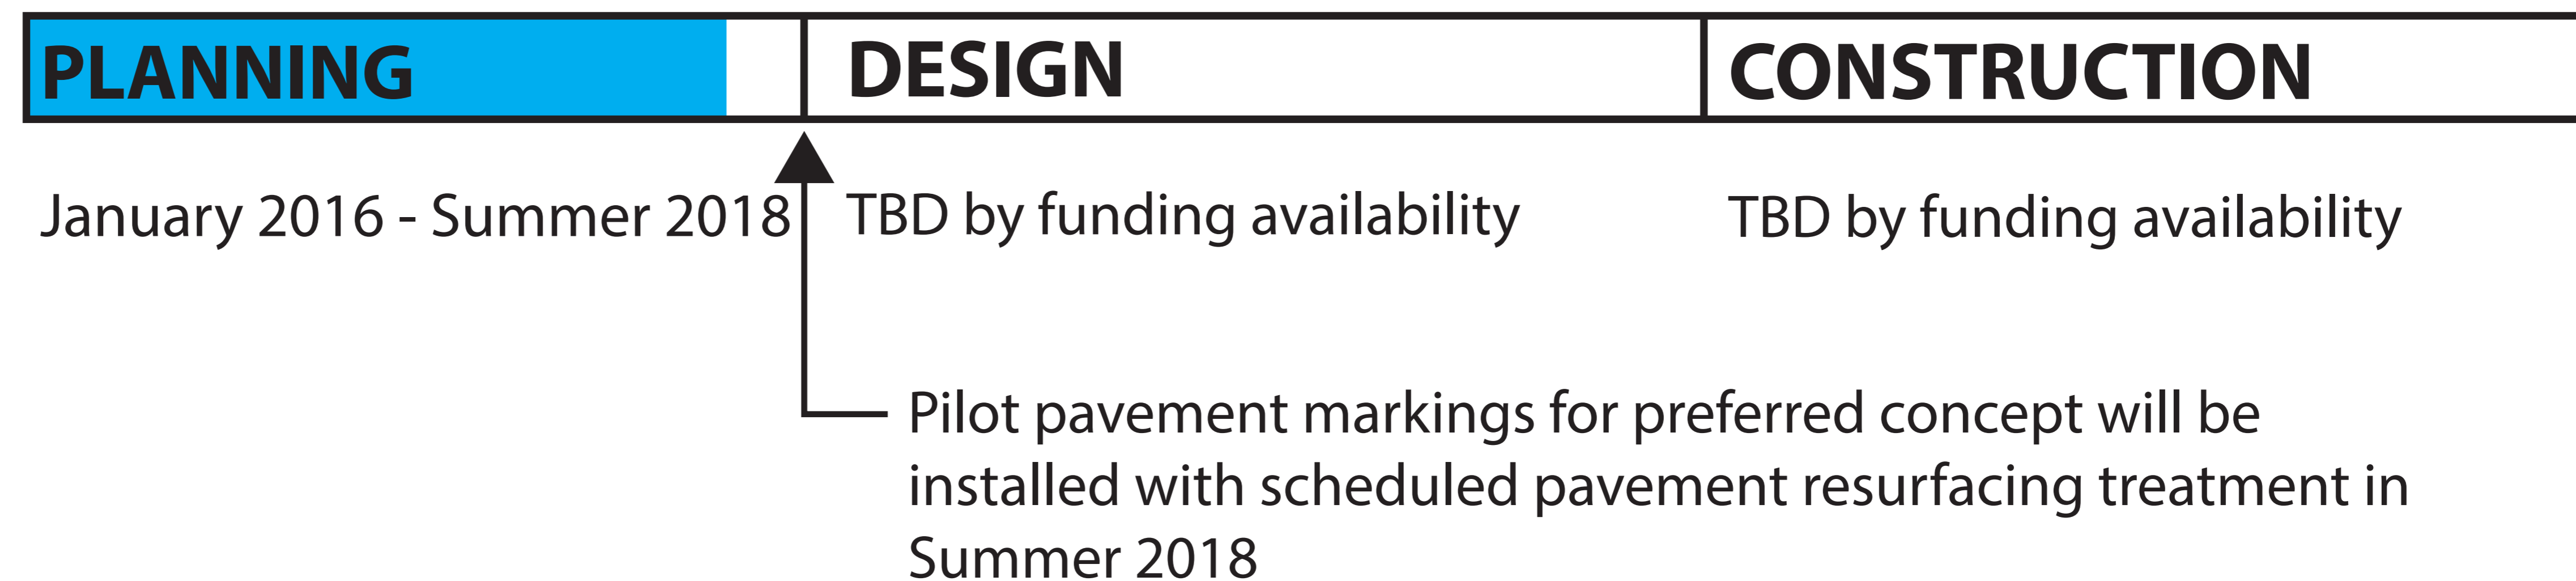 PLANNING
DESIGN
CONSTRUCTION
January 2016 - Summer 2018
TBD by funding availability
TBD by funding availability
Pilot pavement markings for preferred concept will be
installed with scheduled pavement resurfacing treatment in
Summer 2018